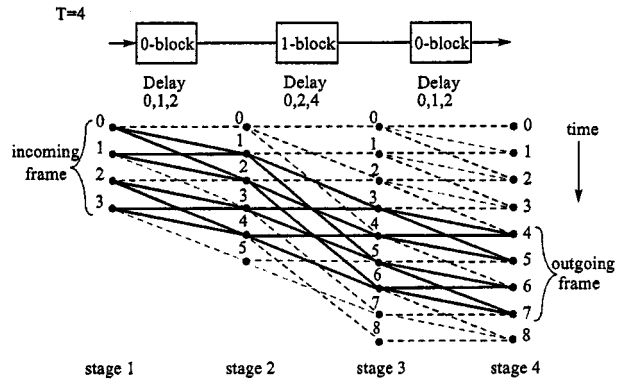 T=4
0-block 1-block 0-block
Delay Delay Delay
0,1,2 0,2,4 0,1,2
incoming
frame
0
1
2
3
0
1
2
3
4
5
0
1
2
3
4
5
6
7
8
0
1
2
3
4
5
6
7
8
time
outgoing
frame
stage 1 stage 2 stage 3 stage 4